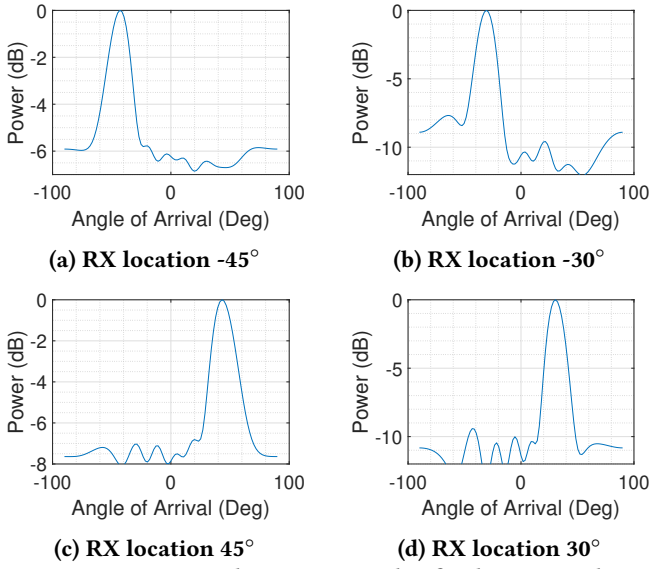 0
-2
-4
-6
Power (dB)
-100
0
100
Angle of Arrival (Deg)
(a) RX location -45°
0
-5
-10
Power (dB)
-100
0
100
Angle of Arrival (Deg)
(b) RX location -30°
0
-2
-4
-6
-8
Power (dB)
-100
0
100
Angle of Arrival (Deg)
(c) RX location 45°
0
-5
-10
Power (dB)
-100
0
100
Angle of Arrival (Deg)
(d) RX location 30°